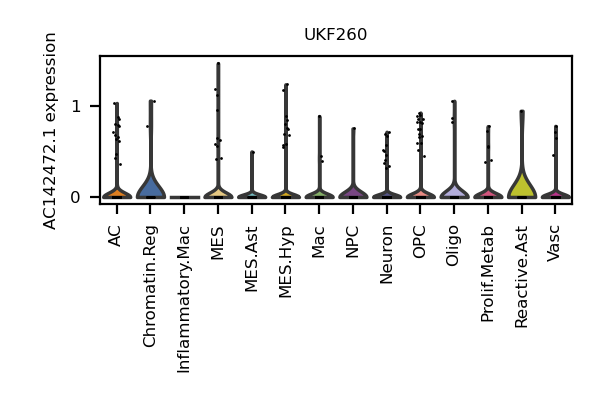 UKF260
AC142472.1 expression
1
0
AC
Chromatin.Reg
Inflammatory.Mac
MES
MES.Ast
MES.Hyp
Mac
NPC
Neuron
OPC
Oligo
Prolif.Metab
Reactive.Ast
Vasc